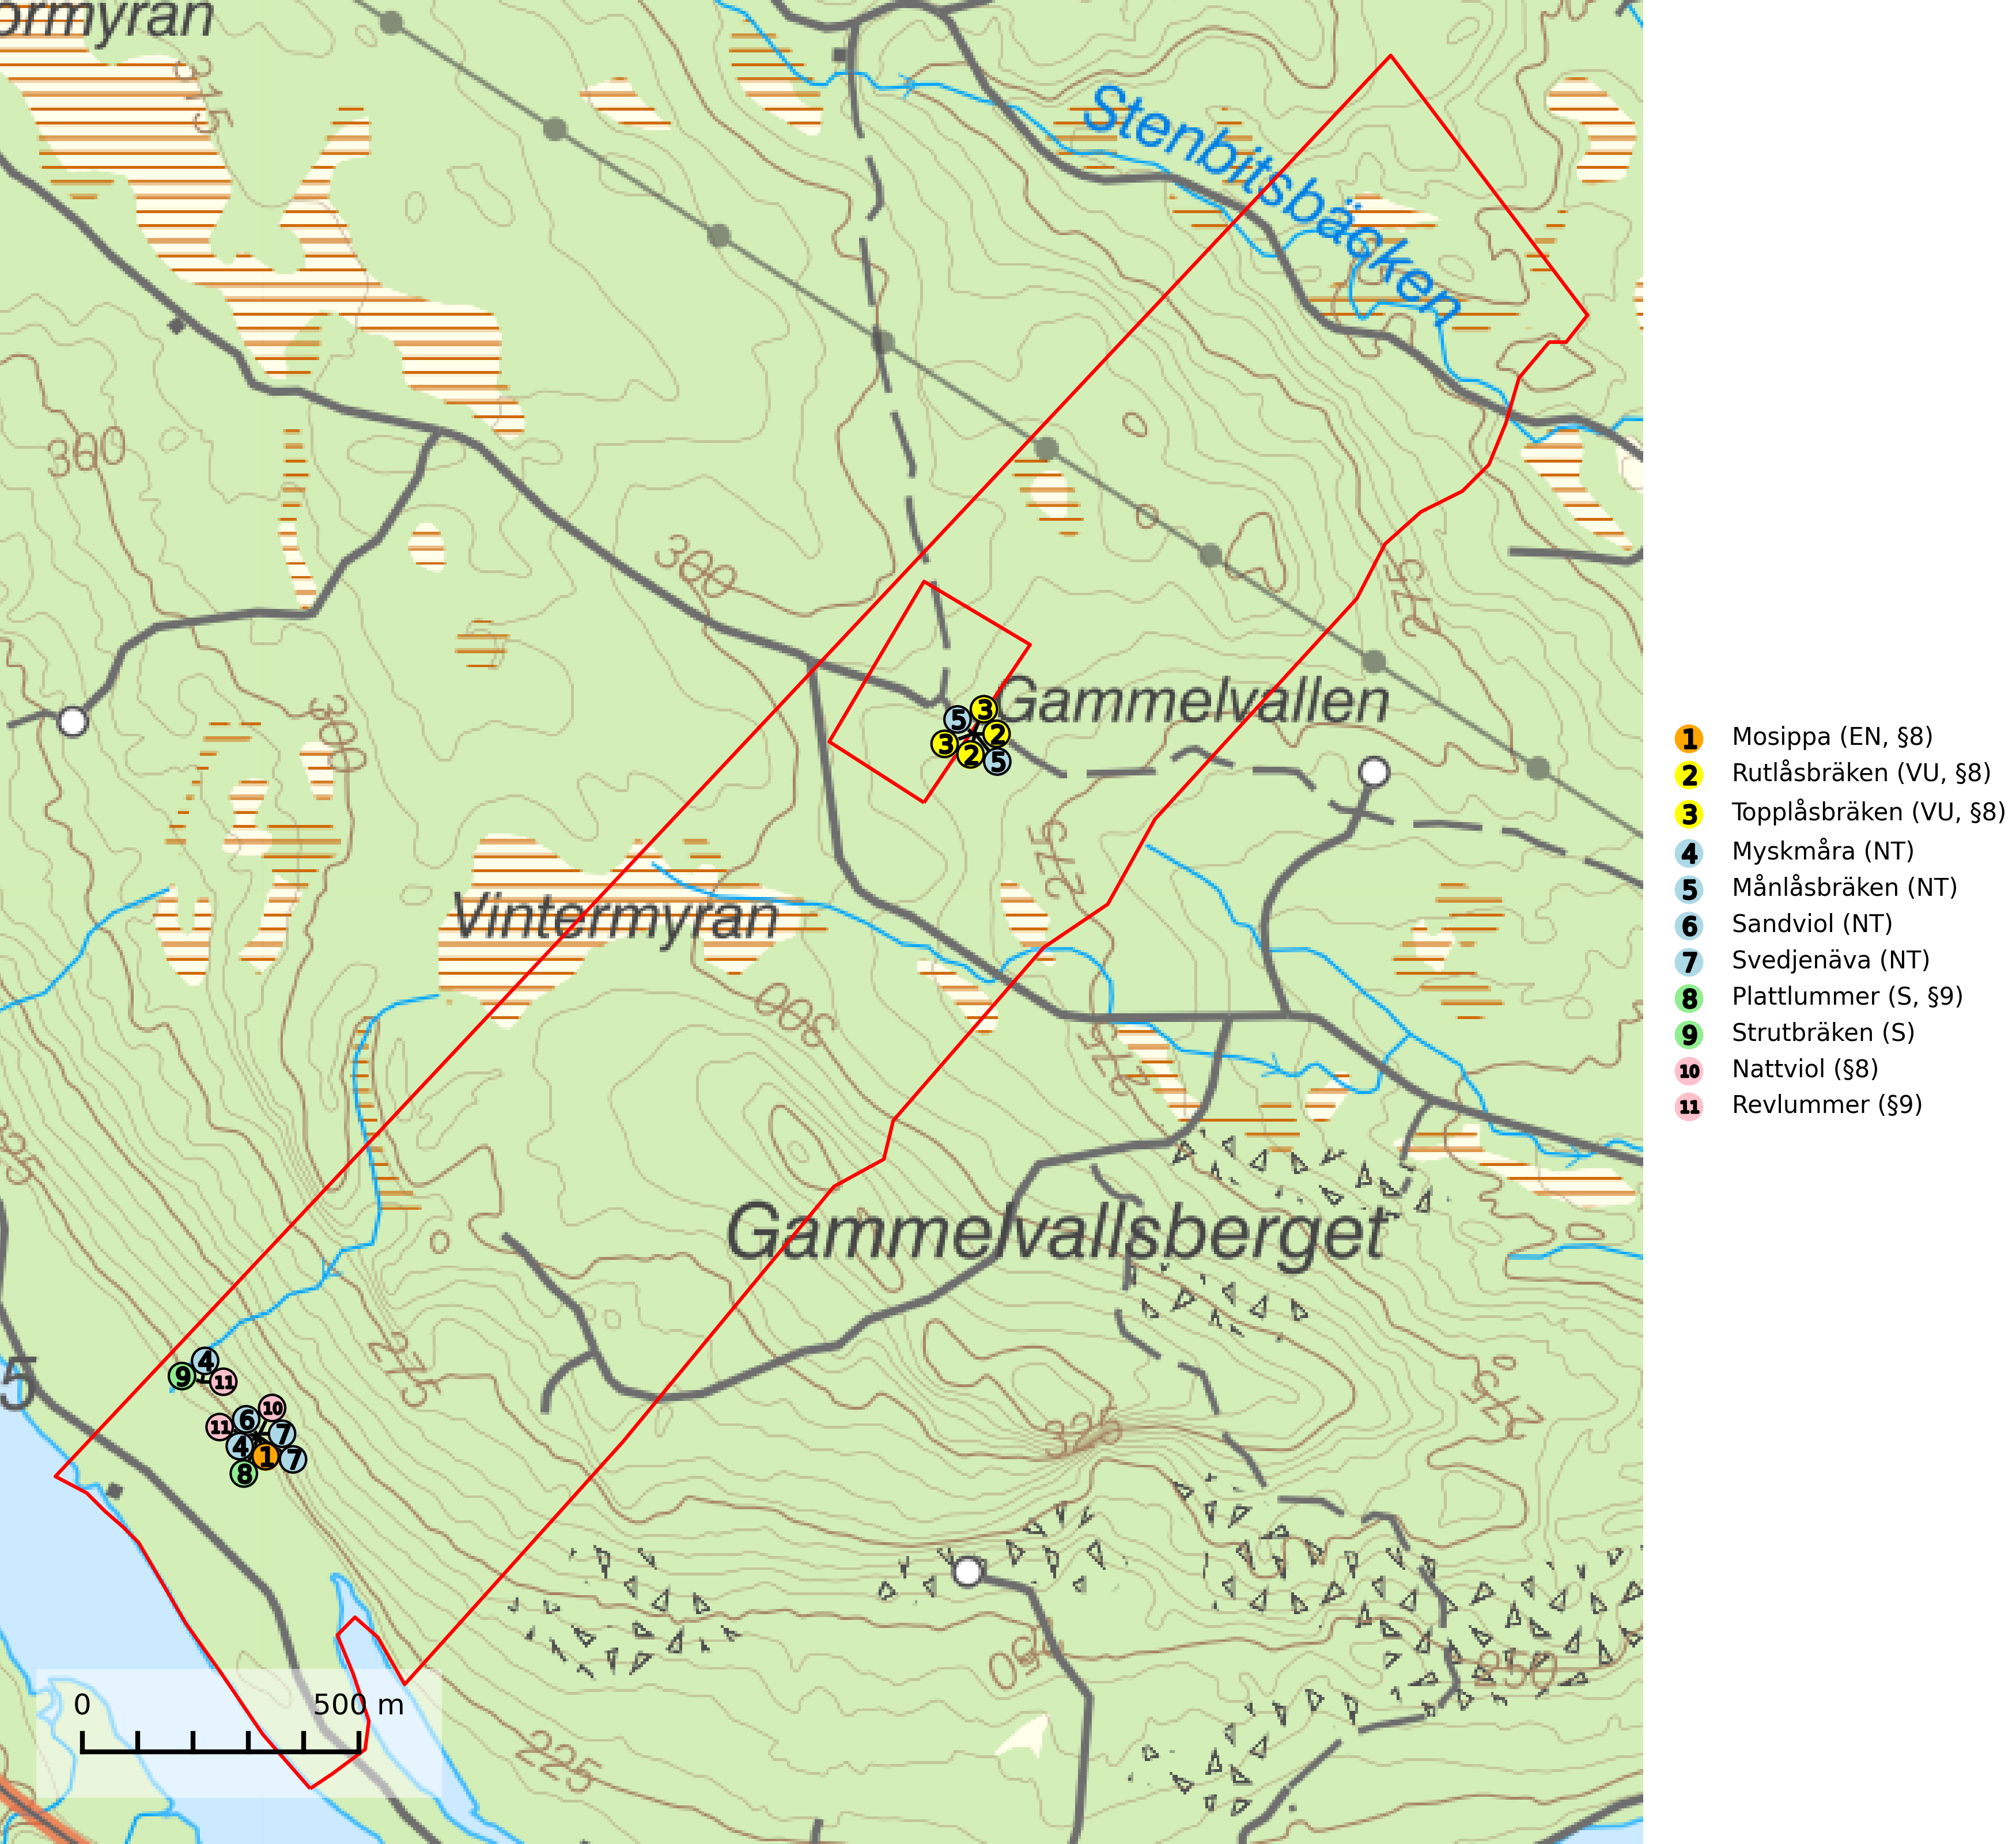 ormyran
315
Stenbitsbäcken
300
300
300
275
Gammelvallen
275
Vintermyran
300
275
325
Gammelvallsberget
275
275
325
5
250
250
225
3 5 2 3 2 5
4 9 11
10 6 11 7 4 1 7 8
0 500 m
1 Mosippa (EN, §8)
2 Rutlåsbräken (VU, §8)
3 Topplåsbräken (VU, §8)
4 Myskmåra (NT)
5 Månlåsbräken (NT)
6 Sandviol (NT)
7 Svedjenäva (NT)
8 Plattlummer (S, §9)
9 Strutbräken (S)
10 Nattviol (§8)
11 Revlummer (§9)